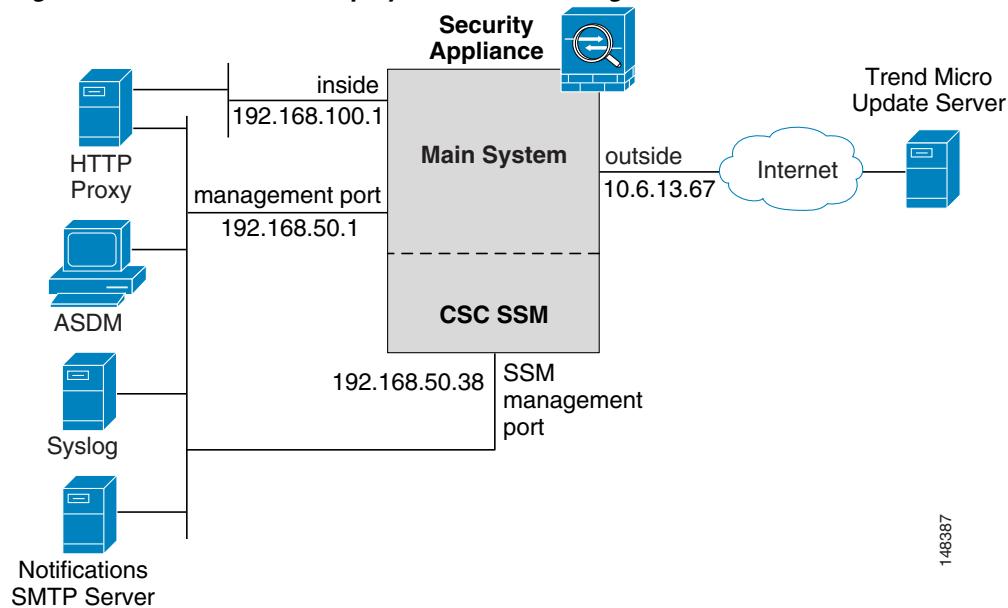 Security
Appliance
inside
192.168.100.1
HTTP
Proxy
management port
192.168.50.1
Main System
outside
10.6.13.67
Internet
Trend Micro
Update Server
ASDM
CSC SSM
192.168.50.38
SSM
management
port
Syslog
Notifications
SMTP Server
148387